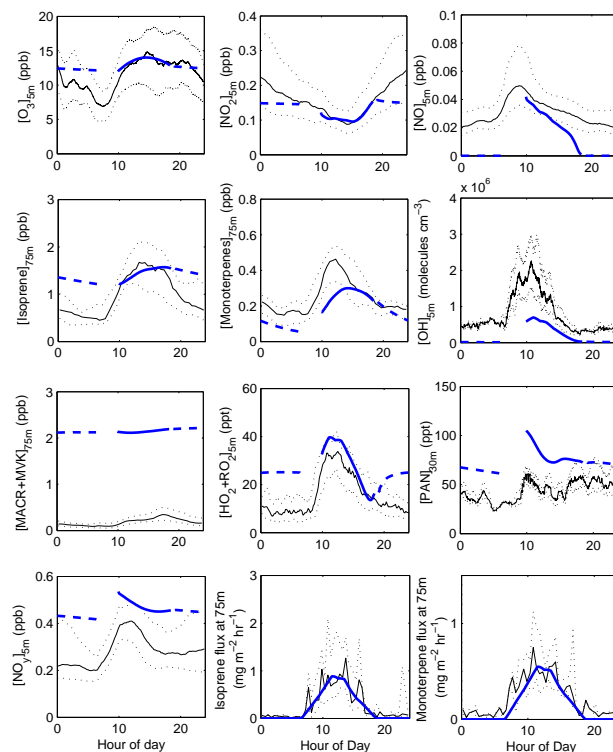 [O3]5m (ppb)
20
15
10
5
0
0 10 20
[NO2]5m (ppb)
0.4
0.3
0.2
0.1
0
0 10 20
[NO]5m (ppb)
0.08
0.06
0.04
0.02
0
0 10 20
[Isoprene]75m (ppb)
3
2
1
0
0 10 20
[Monoterpenes]75m (ppb)
0.8
0.6
0.4
0.2
0
0 10 20
[OH]5m (molecules cm−3)
x 10^6
4
3
2
1
0
0 10 20
[MACR+MVK]75m (ppb)
3
2
1
0
0 10 20
[HO2+RO2]5m (ppt)
60
40
20
0
0 10 20
[PAN]30m (ppt)
150
100
50
0
0 10 20
[NOy]5m (ppb)
0.6
0.4
0.2
0
0 10 20
Hour of day
Isoprene flux at 75m
(mg m−2 hr−1)
3
2
1
0
0 10 20
Hour of Day
Monoterpene flux at 75m
(mg m−2 hr−1)
1.5
1
0.5
0
0 10 20
Hour of Day